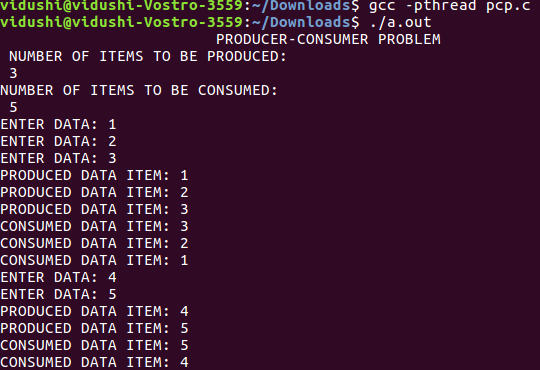 vidushi@vidushi-Vostro-3559:~/Downloads$ gcc -pthread pcp.c
vidushi@vidushi-Vostro-3559:~/Downloads$ ./a.out
PRODUCER-CONSUMER PROBLEM
NUMBER OF ITEMS TO BE PRODUCED:
3
NUMBER OF ITEMS TO BE CONSUMED:
5
ENTER DATA: 1
ENTER DATA: 2
ENTER DATA: 3
PRODUCED DATA ITEM: 1
PRODUCED DATA ITEM: 2
PRODUCED DATA ITEM: 3
CONSUMED DATA ITEM: 3
CONSUMED DATA ITEM: 2
CONSUMED DATA ITEM: 1
ENTER DATA: 4
ENTER DATA: 5
PRODUCED DATA ITEM: 4
PRODUCED DATA ITEM: 5
CONSUMED DATA ITEM: 5
CONSUMED DATA ITEM: 4